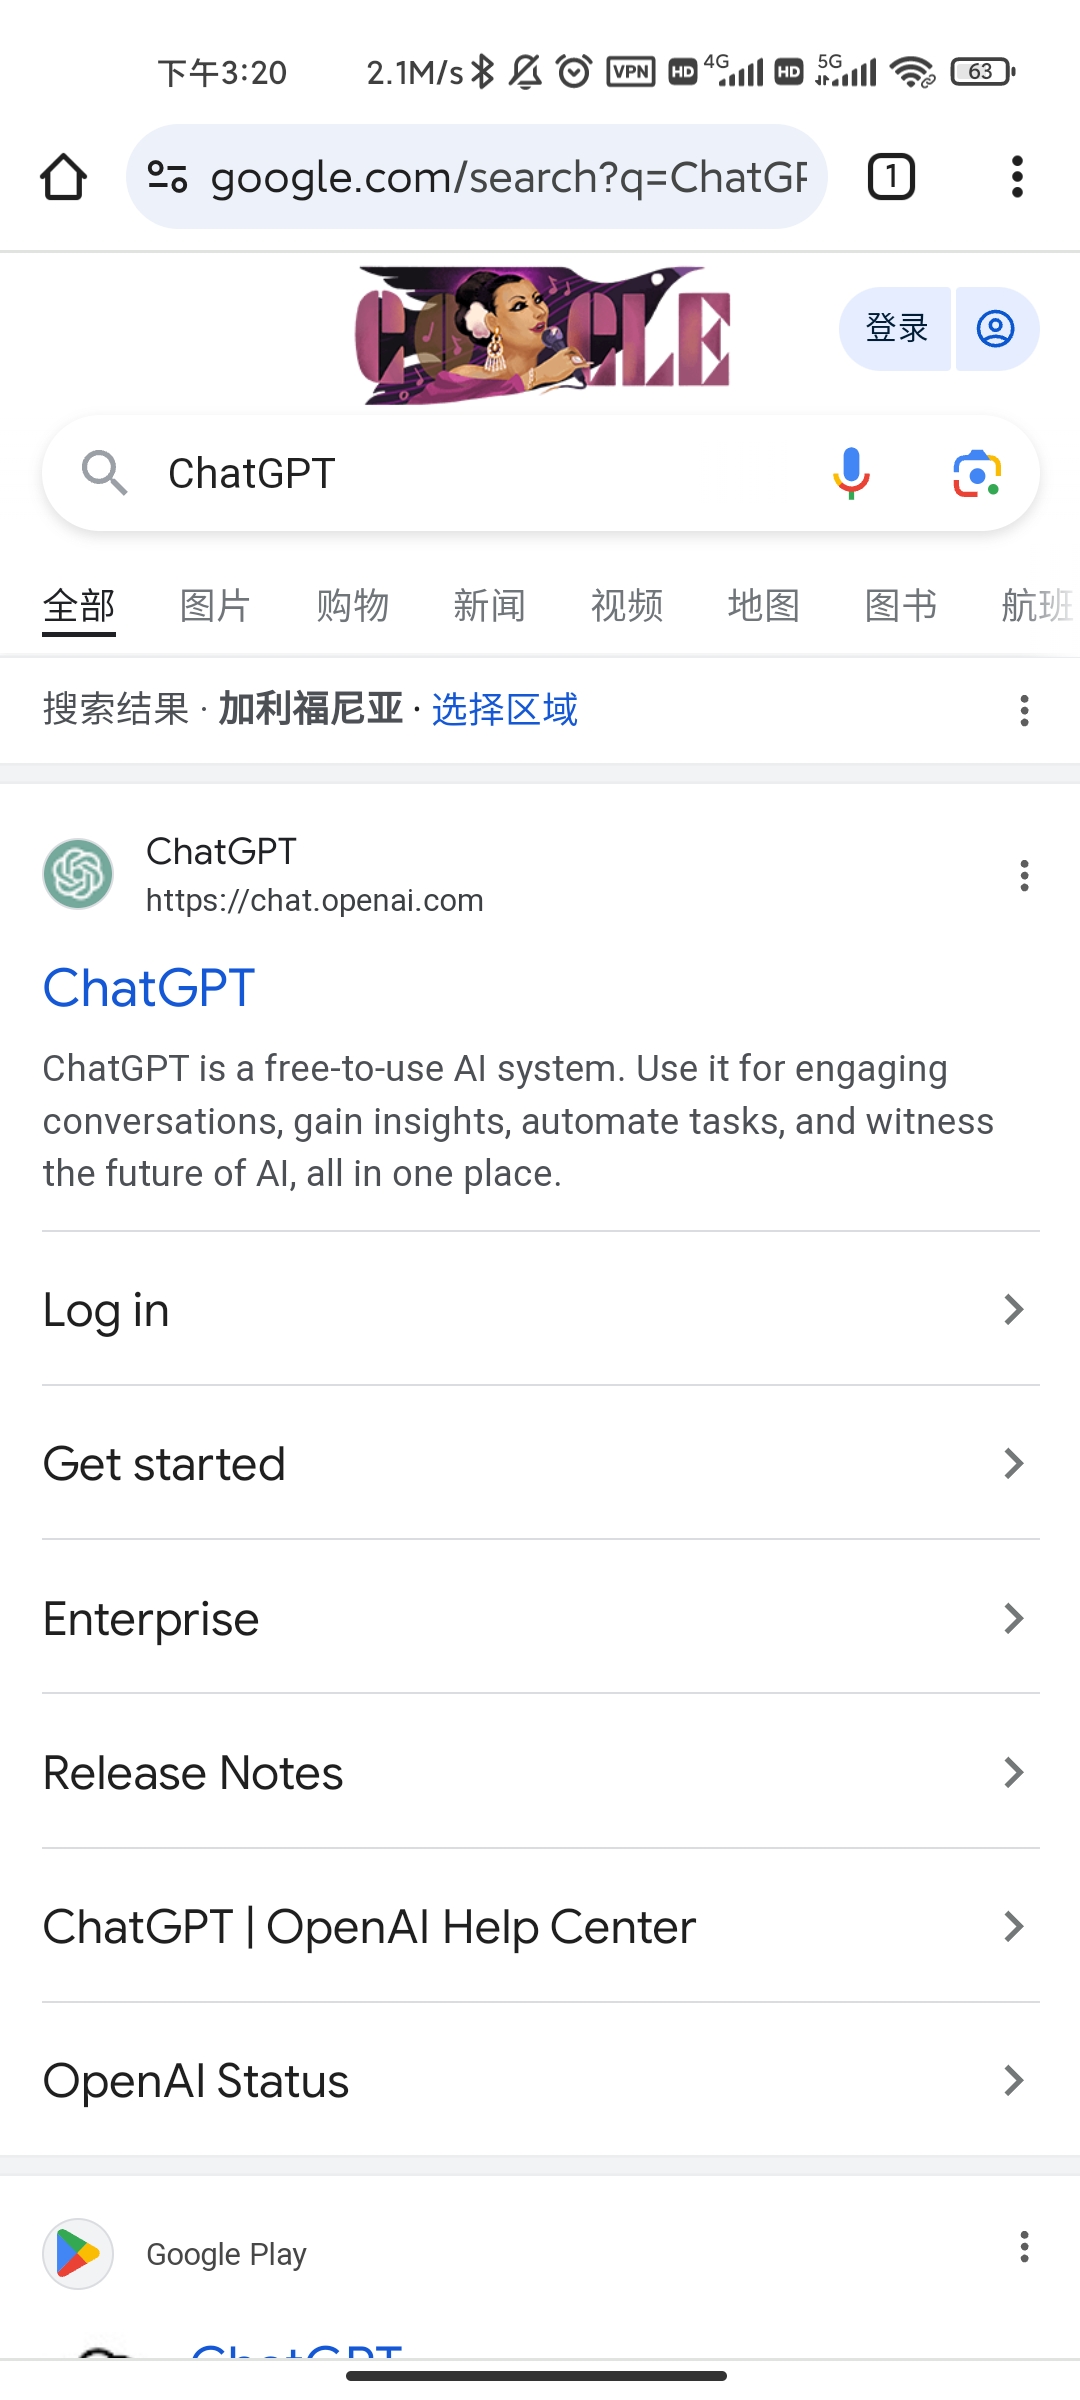 下午3:20 2.1M/s VPN HD 4G HD 5G 63
google.com/search?q=ChatGP
1
GOOGLE
登录
ChatGPT
全部 图片 购物 新闻 视频 地图 图书 航班
搜索结果 · 加利福尼亚 · 选择区域
ChatGPT
https://chat.openai.com
ChatGPT
ChatGPT is a free-to-use AI system. Use it for engaging
conversations, gain insights, automate tasks, and witness
the future of AI, all in one place.
Log in
Get started
Enterprise
Release Notes
ChatGPT | OpenAI Help Center
OpenAI Status
Google Play
ChatGPT